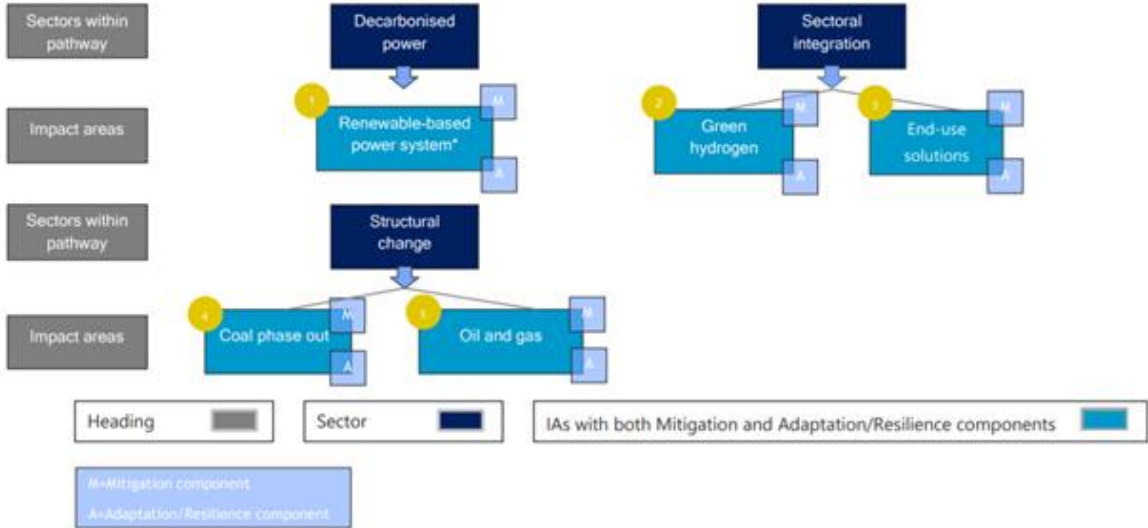 Sectors within
pathway
Decarbonised
power
Sectoral
integration
Impact areas
1
Renewable-based
power system*
M
A
2
Green
hydrogen
M
A
3
End-use
solutions
M
A
Sectors within
pathway
Structural
change
Impact areas
4
Coal phase out
M
A
5
Oil and gas
M
A
Heading
Sector
IAs with both Mitigation and Adaptation/Resilience components
M=Mitigation component
A=Adaptation/Resilience component